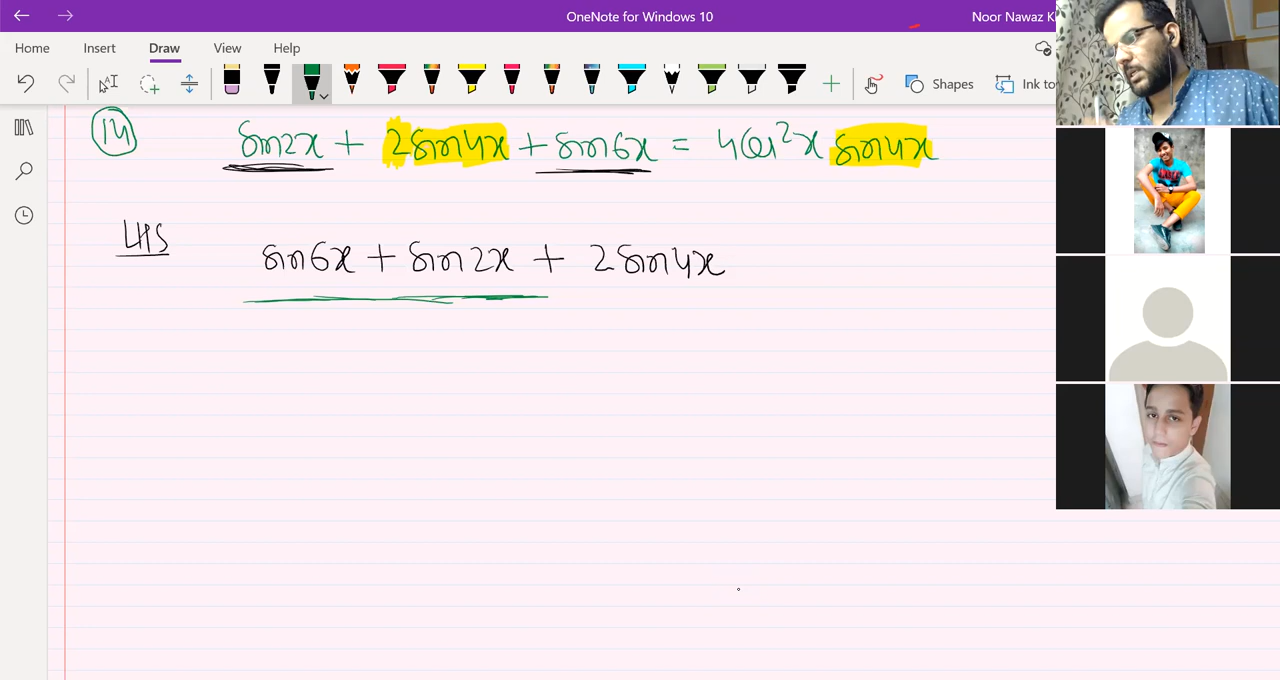 OneNote for Windows 10
Noor Nawaz K
Home Insert Draw View Help
Shapes Ink to
14 sin2x + 2sin4x + sin6x = 4Cos²x sin4x
LHS
sin6x + sin2x + 2sin4x